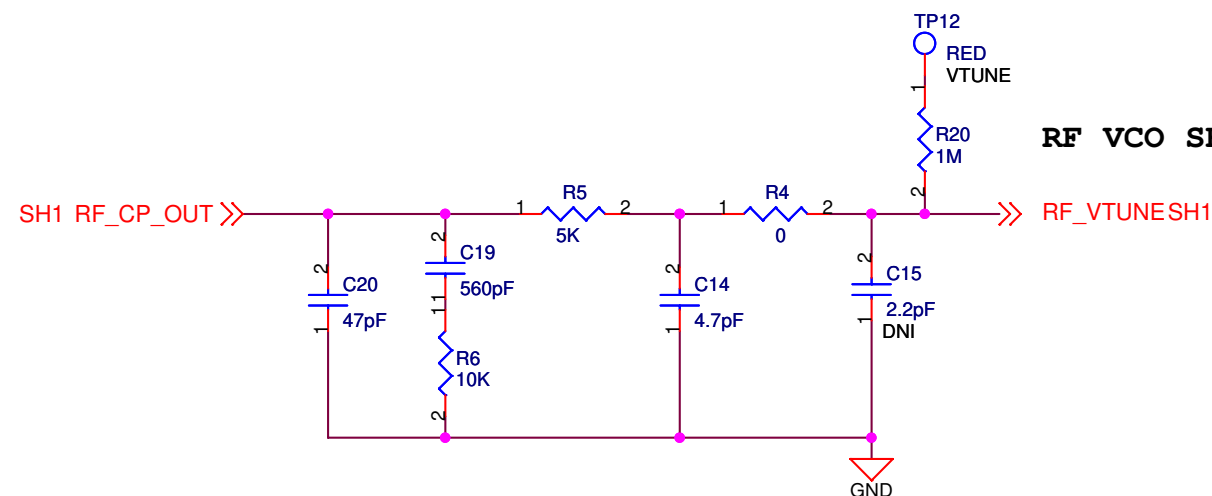 TP12
RED
VTUNE
1
R20
1M
2
RF VCO
SH1 RF_CP_OUT
1
R5
2
5K
1
R4
2
0
RF_VTUNE SH1
2
C20
47pF
1
2
C19
560pF
1
1
R6
10K
2
2
C14
4.7pF
1
2
C15
2.2pF
1
DNI
GND